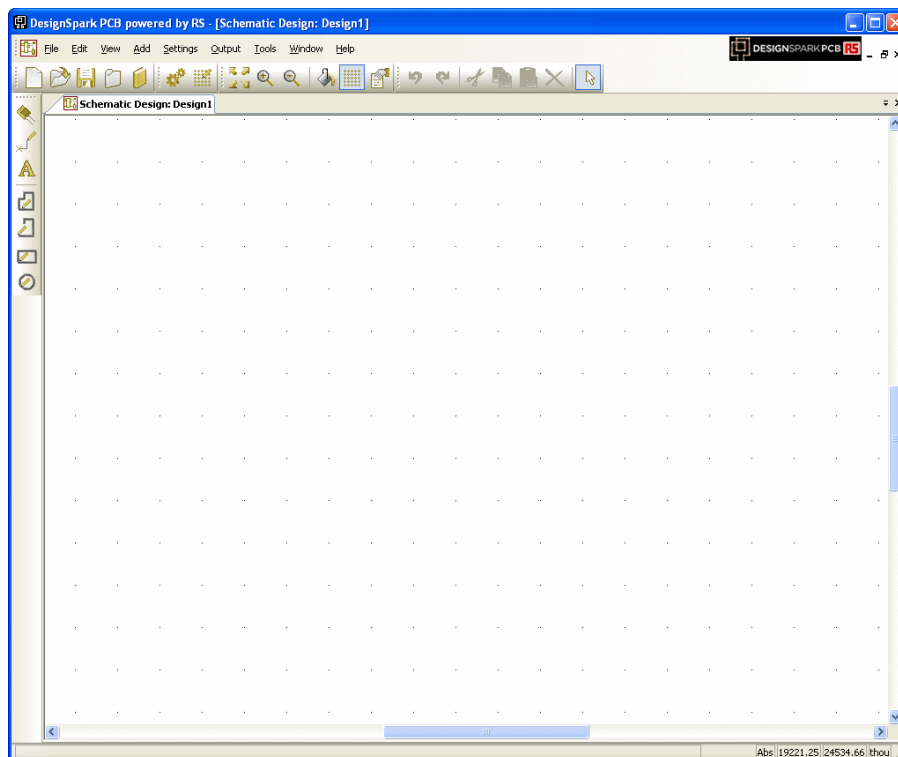 DesignSpark PCB powered by RS - [Schematic Design: Design1]
File Edit View Add Settings Output Tools Window Help
DESIGNSPARK PCB RS
Schematic Design: Design1
Abs 19221.25 24534.66 thou